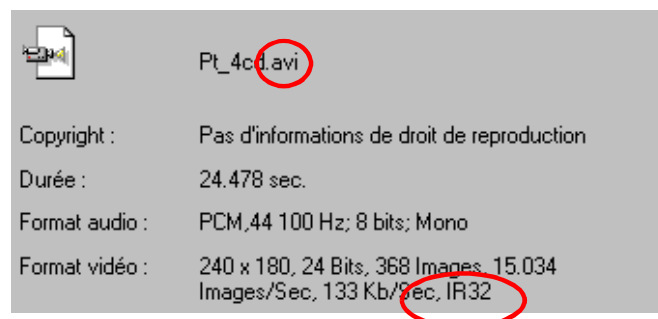 Pt_4cd.avi
Copyright : Pas d'informations de droit de reproduction
Durée : 24.478 sec.
Format audio : PCM,44 100 Hz; 8 bits; Mono
Format vidéo : 240 x 180, 24 Bits, 368 Images, 15.034
Images/Sec, 133 Kb/Sec, IR32